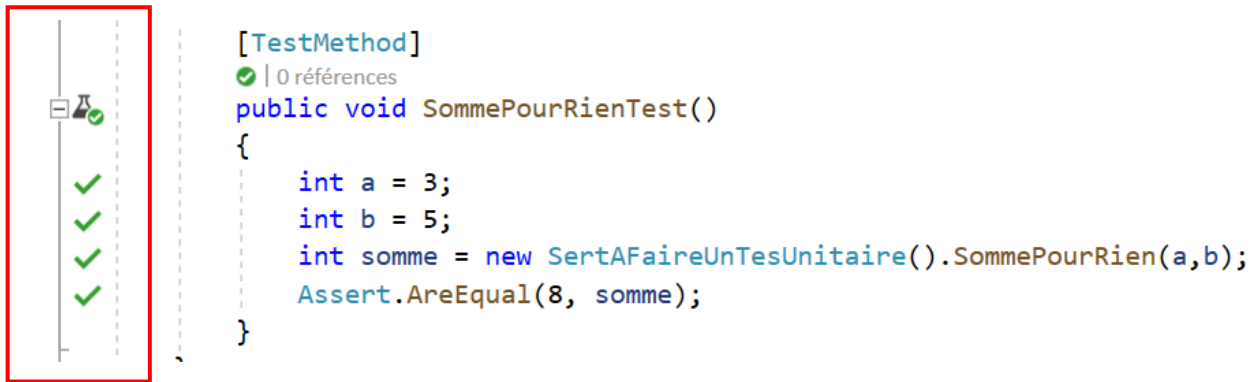 [TestMethod]
| 0 références
public void SommePourRienTest()
{
int a = 3;
int b = 5;
int somme = new SertAFaireUnTesUnitaire().SommePourRien(a,b);
Assert.AreEqual(8, somme);
}